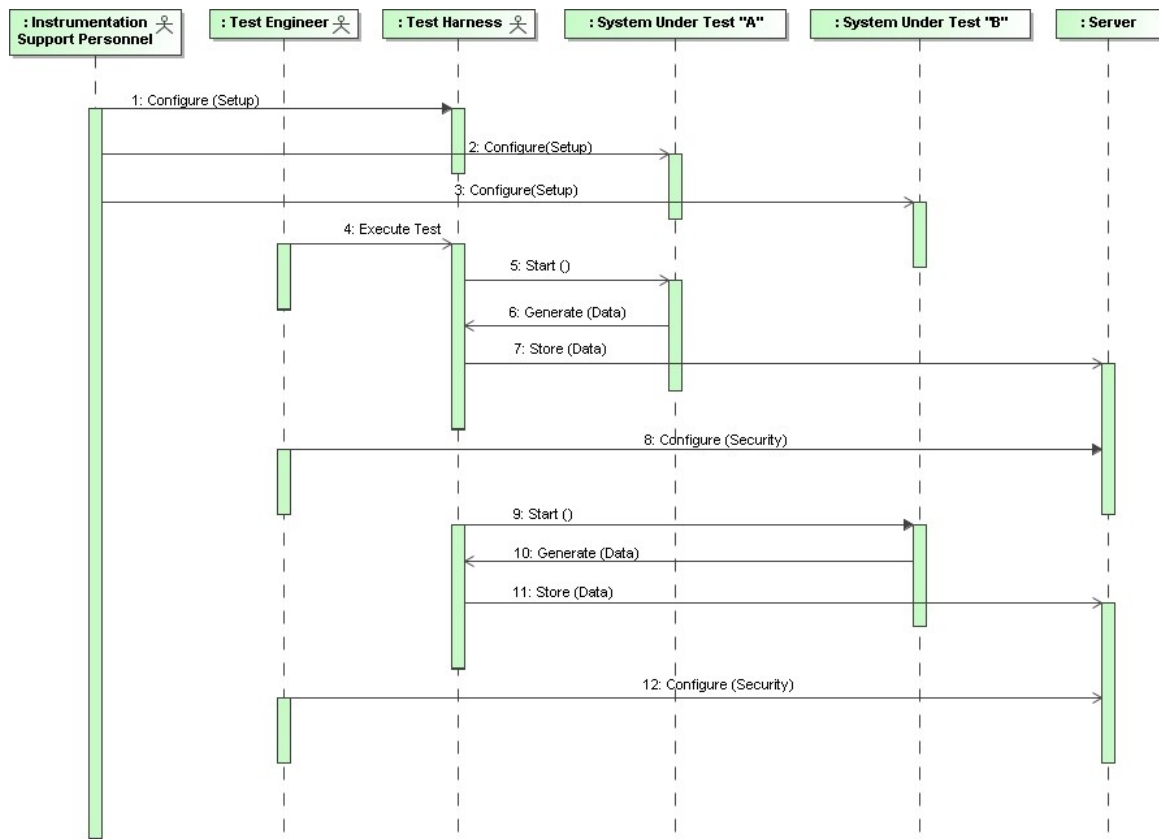 : Instrumentation
Support Personnel
: Test Engineer
: Test Harness
: System Under Test "A"
: System Under Test "B"
: Server
1: Configure (Setup)
2: Configure(Setup)
3: Configure(Setup)
4: Execute Test
5: Start ()
6: Generate (Data)
7: Store (Data)
8: Configure (Security)
9: Start ()
10: Generate (Data)
11: Store (Data)
12: Configure (Security)